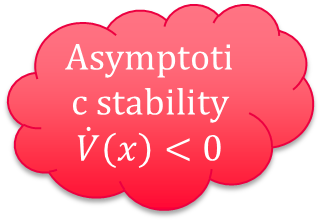 Asymptoti
c stability
V̇(x) < 0